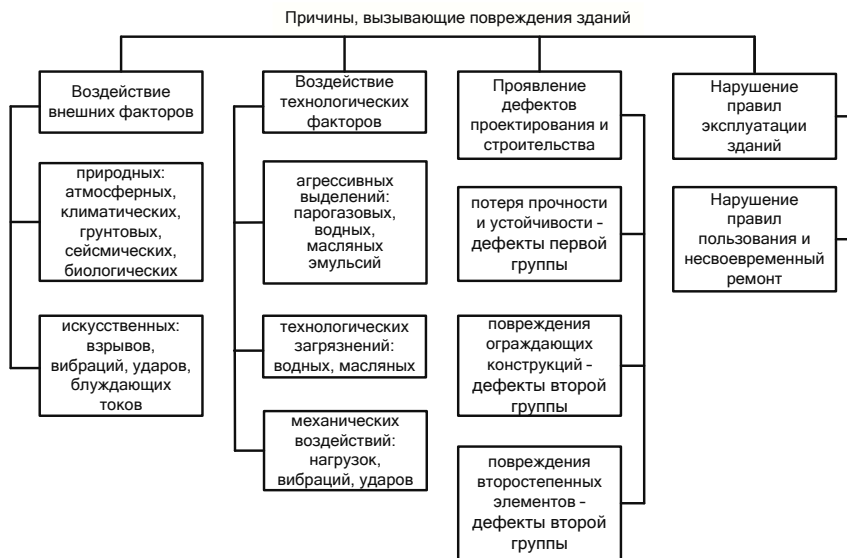 Причины, вызывающие повреждения зданий
Воздействие
внешних факторов
природных:
атмосферных,
климатических,
грунтовых,
сейсмических,
биологических
искусственных:
взрывов,
вибраций, ударов,
блуждающих
токов
Воздействие
технологических
факторов
агрессивных
выделений:
парогазовых,
водных,
масляных
эмульсий
технологических
загрязнений:
водных, масляных
механических
воздействий:
нагрузок,
вибраций, ударов
Проявление
дефектов
проектирования и
строительства
потеря прочности
и устойчивости –
дефекты первой
группы
повреждения
ограждающих
конструкций –
дефекты второй
группы
повреждения
второстепенных
элементов –
дефекты второй
группы
Нарушение
правил
эксплуатации
зданий
Нарушение
правил
пользования и
несвоевременный
ремонт